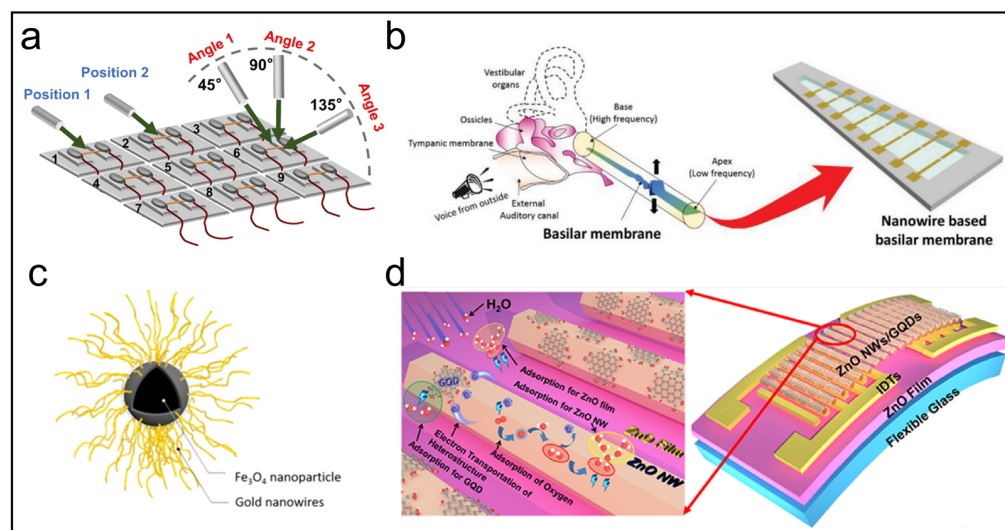 a
Position 1
Position 2
Angle 1
Angle 2
Angle 3
45°
90°
135°
1
2
3
4
5
6
7
8
9
b
Vestibular
organs
Ossicles
Tympanic membrane
Voice from outside
External
Auditory canal
Base
(High frequency)
Apex
(Low frequency)
Basilar membrane
Nanowire based
basilar membrane
c
Fe₃O₄ nanoparticle
Gold nanowires
d
H₂O
GQD
Adsorption for ZnO film
Adsorption for ZnO NW
Adsorption of Oxygen
Electron Transportation of
Heterostructure
Adsorption for GQD
ZnO Film
ZnO NW
ZnO NWs/GQDs
IDTs
ZnO Film
Flexible Glass